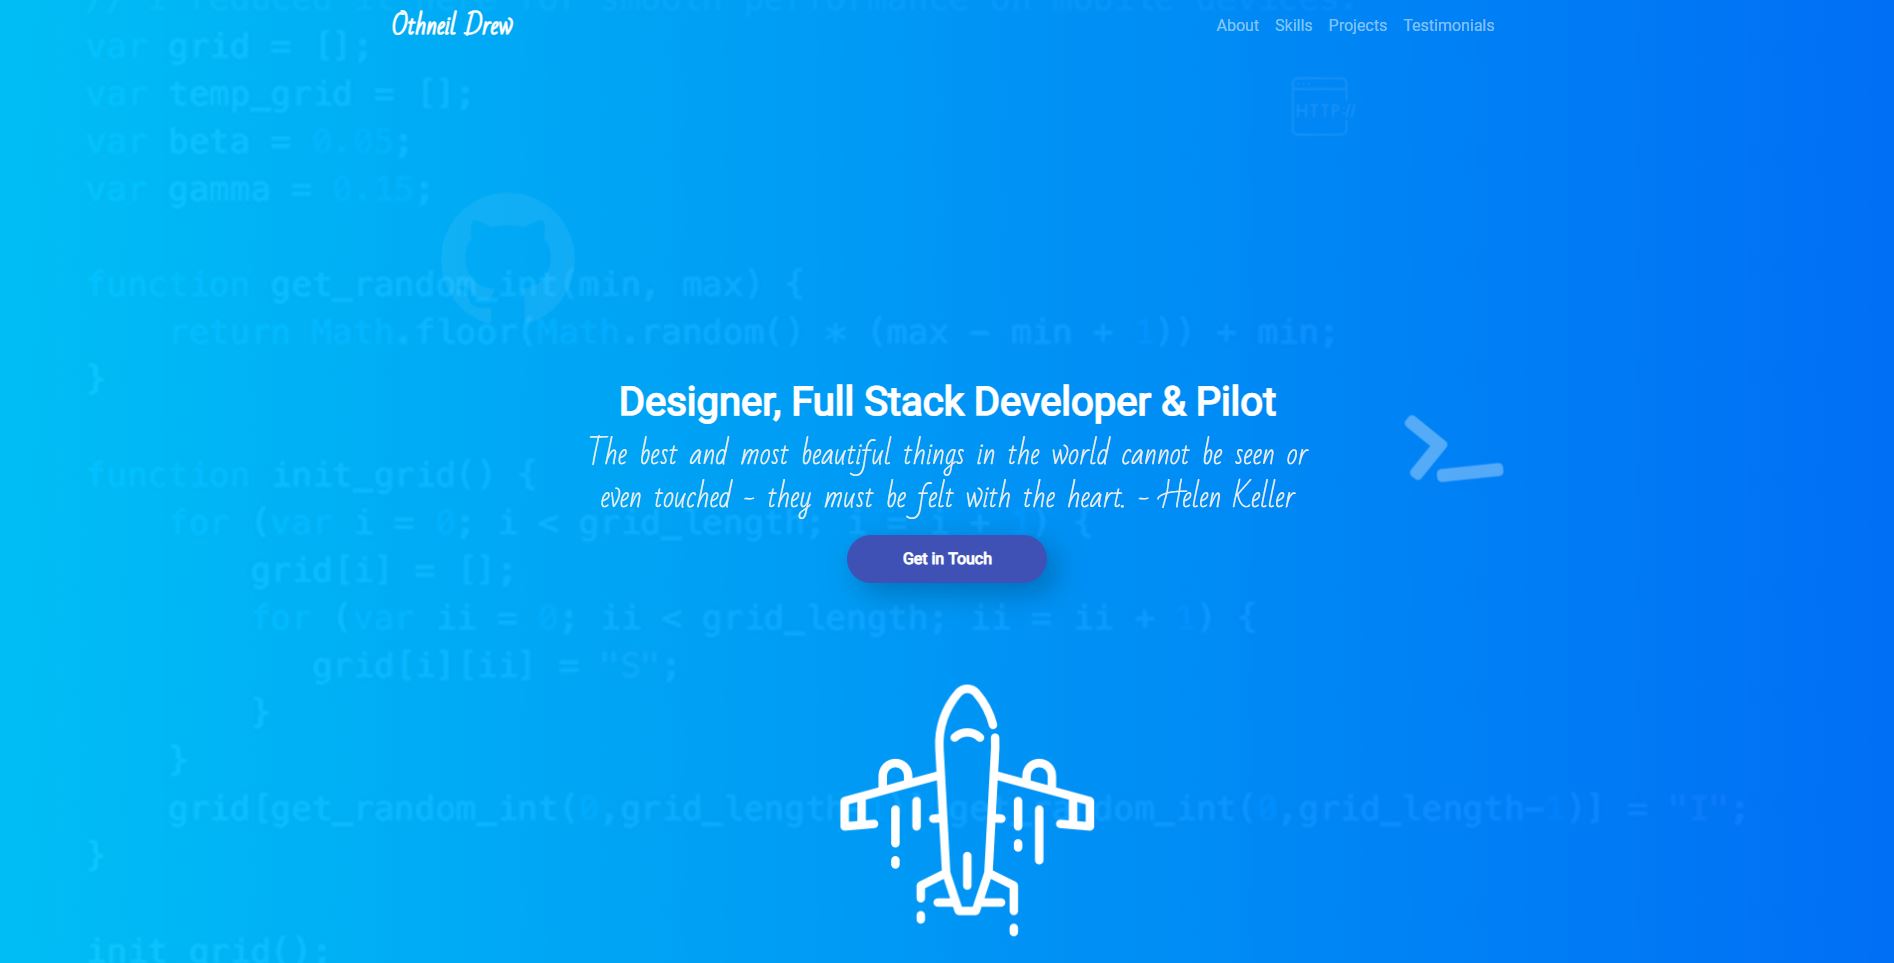 // I reduced it          for smooth performance on mobile devices.
Othneil Drew
About Skills Projects Testimonials
var grid = [];
var temp_grid = [];
var beta = 0.05;
var gamma = 0.15;
HTTP://
function get_random_int(min, max) {
return Math.floor(Math.random() * (max - min + 1)) + min;
}
Designer, Full Stack Developer & Pilot
The best and most beautiful things in the world cannot be seen or
even touched - they must be felt with the heart. - Helen Keller
Get in Touch
function init_grid() {
for (var i = 0; i < grid_length; i = i + 1) {
grid[i] = [];
for (var ii = 0; ii < grid_length; ii = ii + 1) {
grid[i][ii] = "S";
}
}
grid[get_random_int(0,grid_length          dom_int(0,grid_length-1)] = "I";
}
init_grid();